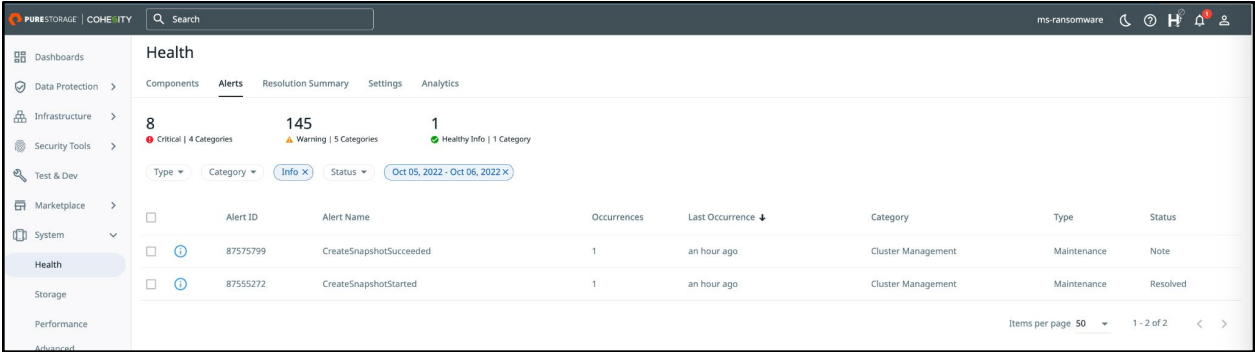 PURESTORAGE | COHESITY Search ms-ransomware
Dashboards
Data Protection
Infrastructure
Security Tools
Test & Dev
Marketplace
System
Health
Storage
Performance
Advanced
Health
Components Alerts Resolution Summary Settings Analytics
8 145 1
Critical | 4 Categories Warning | 5 Categories Healthy Info | 1 Category
Type Category Info × Status Oct 05, 2022 - Oct 06, 2022 ×
Alert ID Alert Name Occurrences Last Occurrence Category Type Status
87575799 CreateSnapshotSucceeded 1 an hour ago Cluster Management Maintenance Note
87555272 CreateSnapshotStarted 1 an hour ago Cluster Management Maintenance Resolved
Items per page 50 1 - 2 of 2